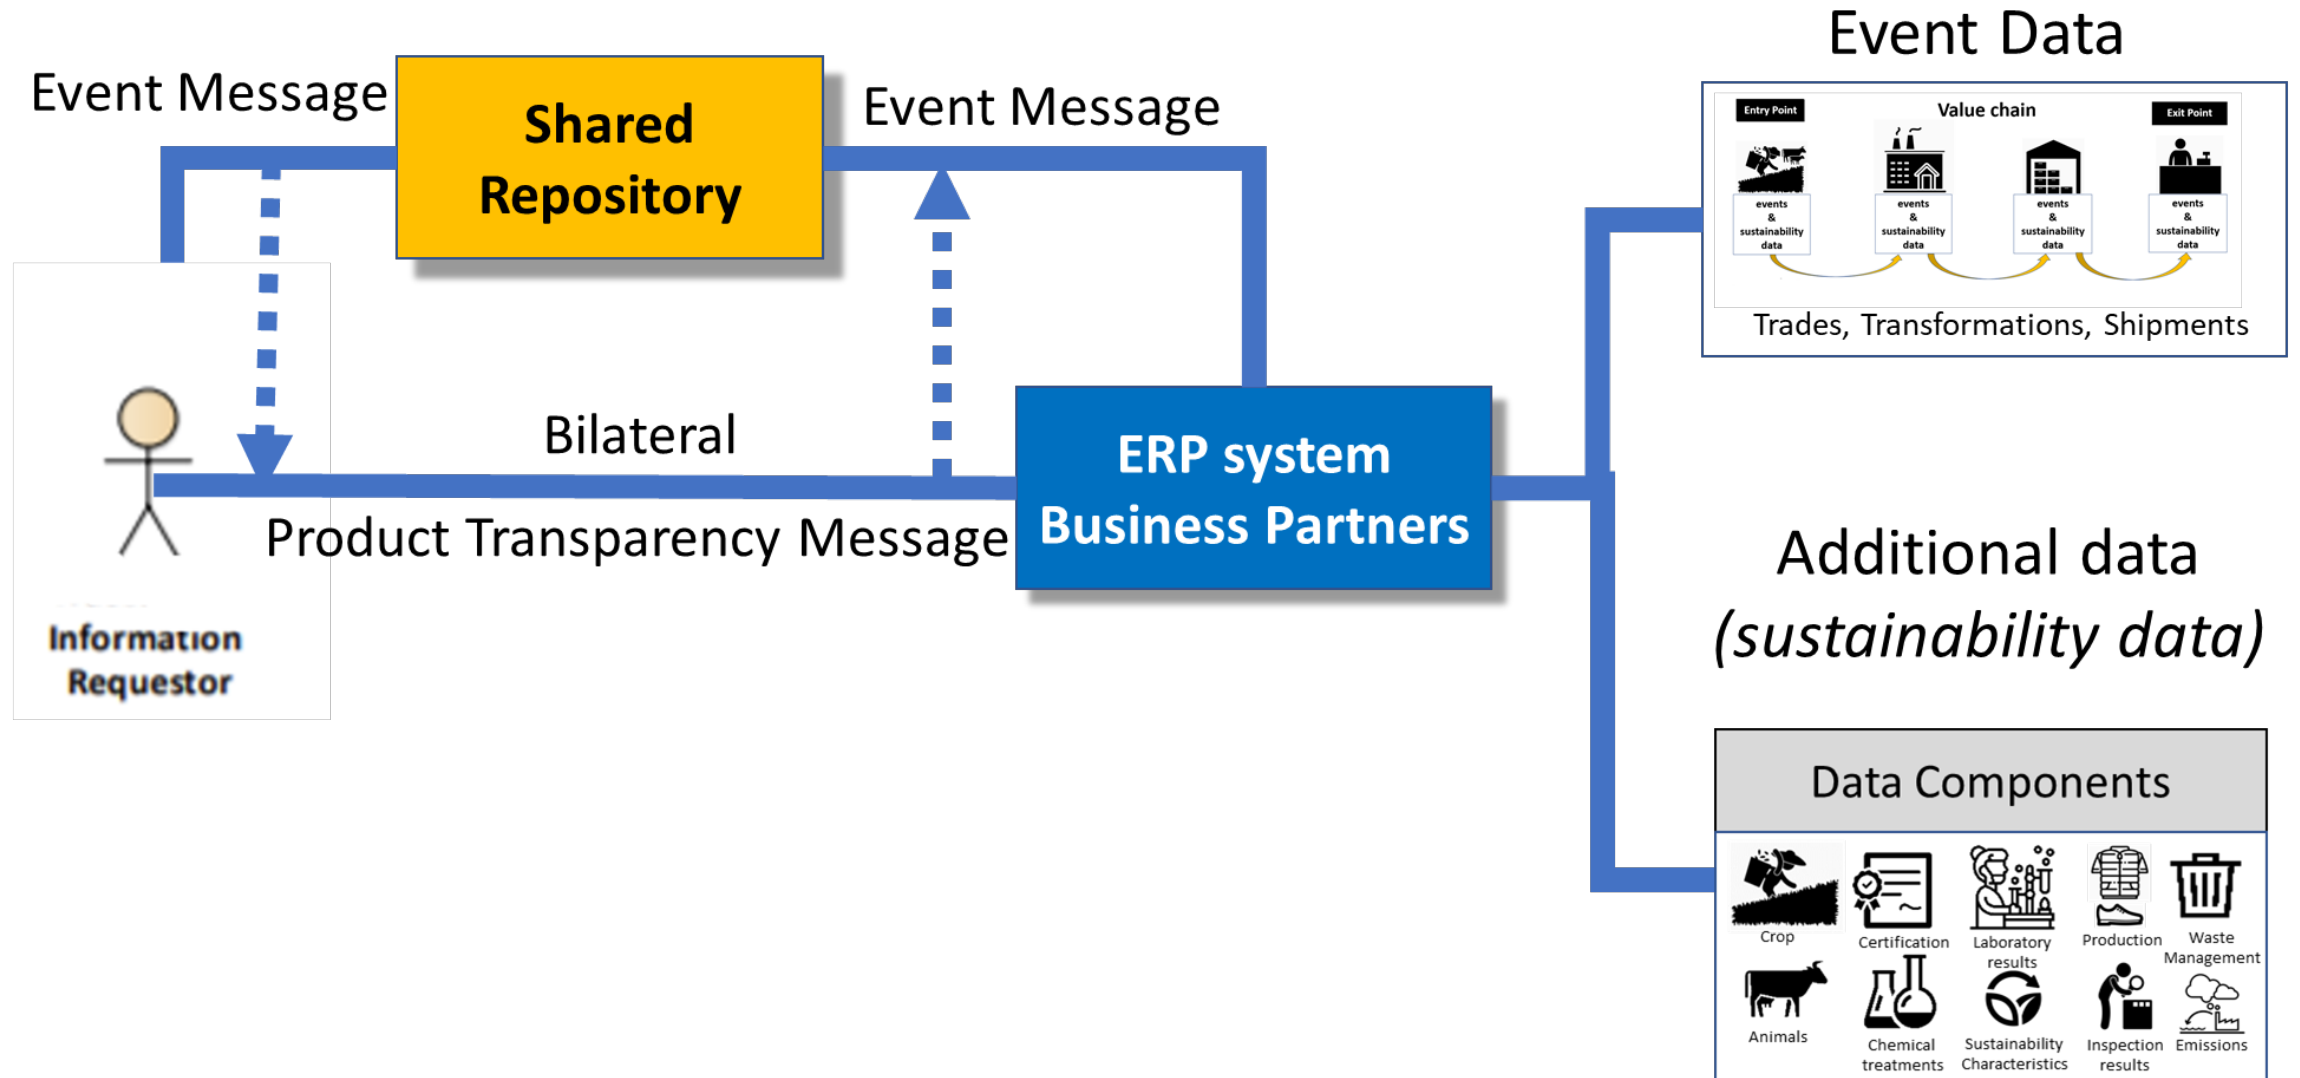 Event Message
Shared
Repository
Event Message
Bilateral
Product Transparency Message
ERP system
Business Partners
Information
Requestor
Event Data
Entry Point
Value chain
Exit Point
events
&
sustainability
data
events
&
sustainability
data
events
&
sustainability
data
events
&
sustainability
data
Trades, Transformations, Shipments
Additional data
(sustainability data)
Data Components
Crop
Certification
Laboratory
results
Production
Waste
Management
Animals
Chemical
treatments
Sustainability
Characteristics
Inspection
results
Emissions